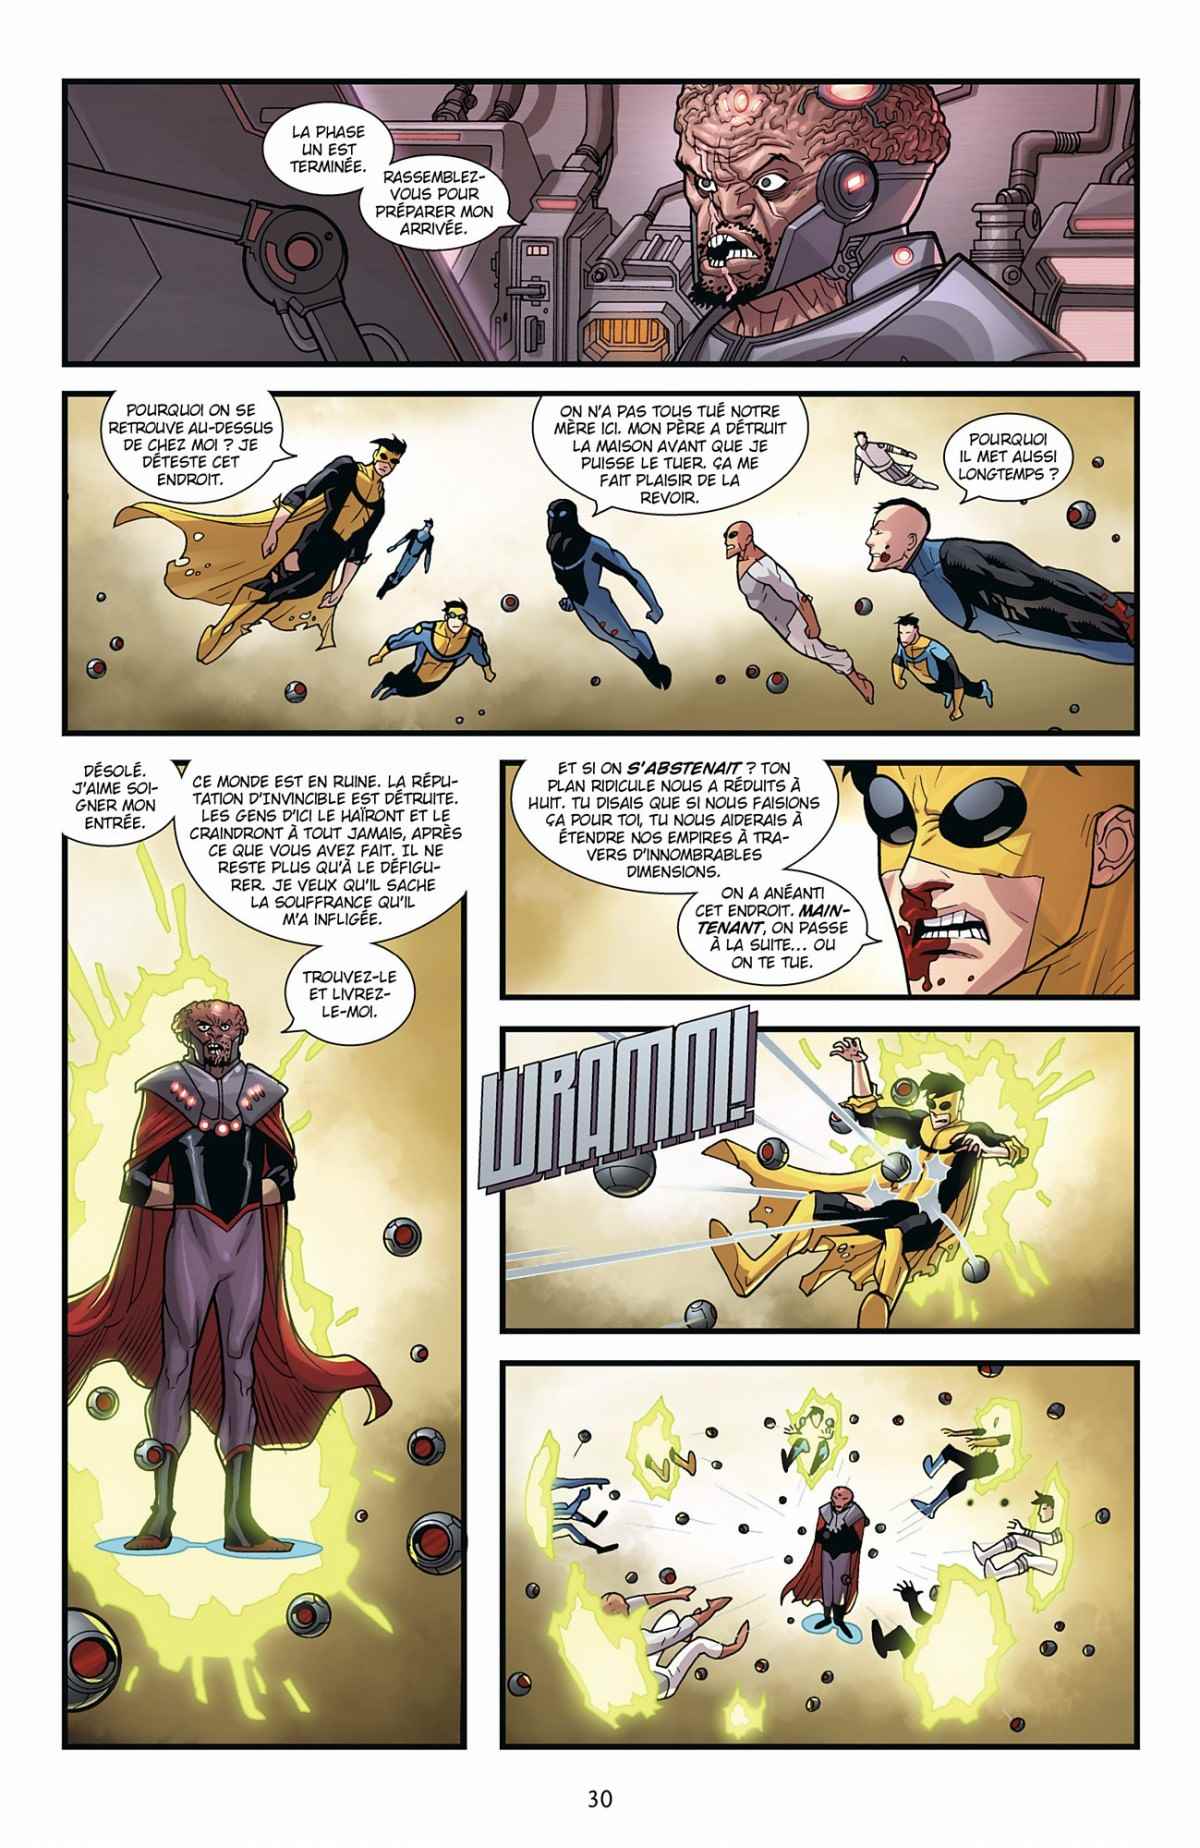 LA PHASE
UN EST
TERMINÉE.
RASSEMBLEZ-
VOUS POUR
PRÉPARER MON
ARRIVÉE.
POURQUOI ON SE
RETROUVE AU-DESSUS
DE CHEZ MOI ? JE
DÉTESTE CET
ENDROIT.
ON N'A PAS TOUS TUÉ NOTRE
MÈRE ICI. MON PÈRE A DÉTRUIT
LA MAISON AVANT QUE JE
PUISSE LE TUER. ÇA ME
FAIT PLAISIR DE LA
REVOIR.
POURQUOI
IL MET AUSSI
LONGTEMPS ?
DÉSOLÉ.
J'AIME SOI-
GNER MON
ENTRÉE.
CE MONDE EST EN RUINE. LA RÉPU-
TATION D'INVINCIBLE EST DÉTRUITE.
LES GENS D'ICI LE HAÏRONT ET LE
CRAINDRONT À TOUT JAMAIS, APRÈS
CE QUE VOUS AVEZ FAIT. IL NE
RESTE PLUS QU'À LE DÉFIGU-
RER. JE VEUX QU'IL SACHE
LA SOUFFRANCE QU'IL
M'A INFLIGÉE.
TROUVEZ-LE
ET LIVREZ-
LE-MOI.
ET SI ON S'ABSTENAIT ? TON
PLAN RIDICULE NOUS A RÉDUITS À
HUIT. TU DISAIS QUE SI NOUS FAISIONS
ÇA POUR TOI, TU NOUS AIDERAIS À
ÉTENDRE NOS EMPIRES À TRA-
VERS D'INNOMBRABLES
DIMENSIONS.
ON A ANÉANTI
CET ENDROIT. MAIN-
TENANT, ON PASSE
À LA SUITE... OU
ON TE TUE.
WRAMM!
30